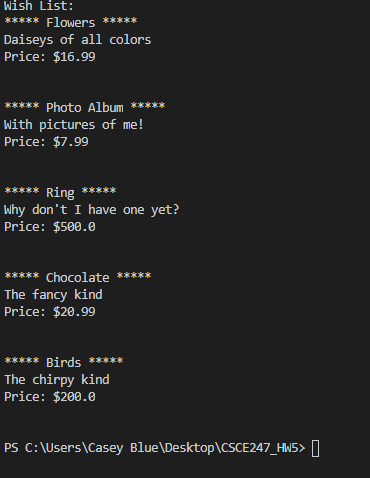 Wish List:
***** Flowers *****
Daiseys of all colors
Price: $16.99
***** Photo Album *****
With pictures of me!
Price: $7.99
***** Ring *****
Why don't I have one yet?
Price: $500.0
***** Chocolate *****
The fancy kind
Price: $20.99
***** Birds *****
The chirpy kind
Price: $200.0
PS C:\Users\Casey Blue\Desktop\CSCE247_HW5>